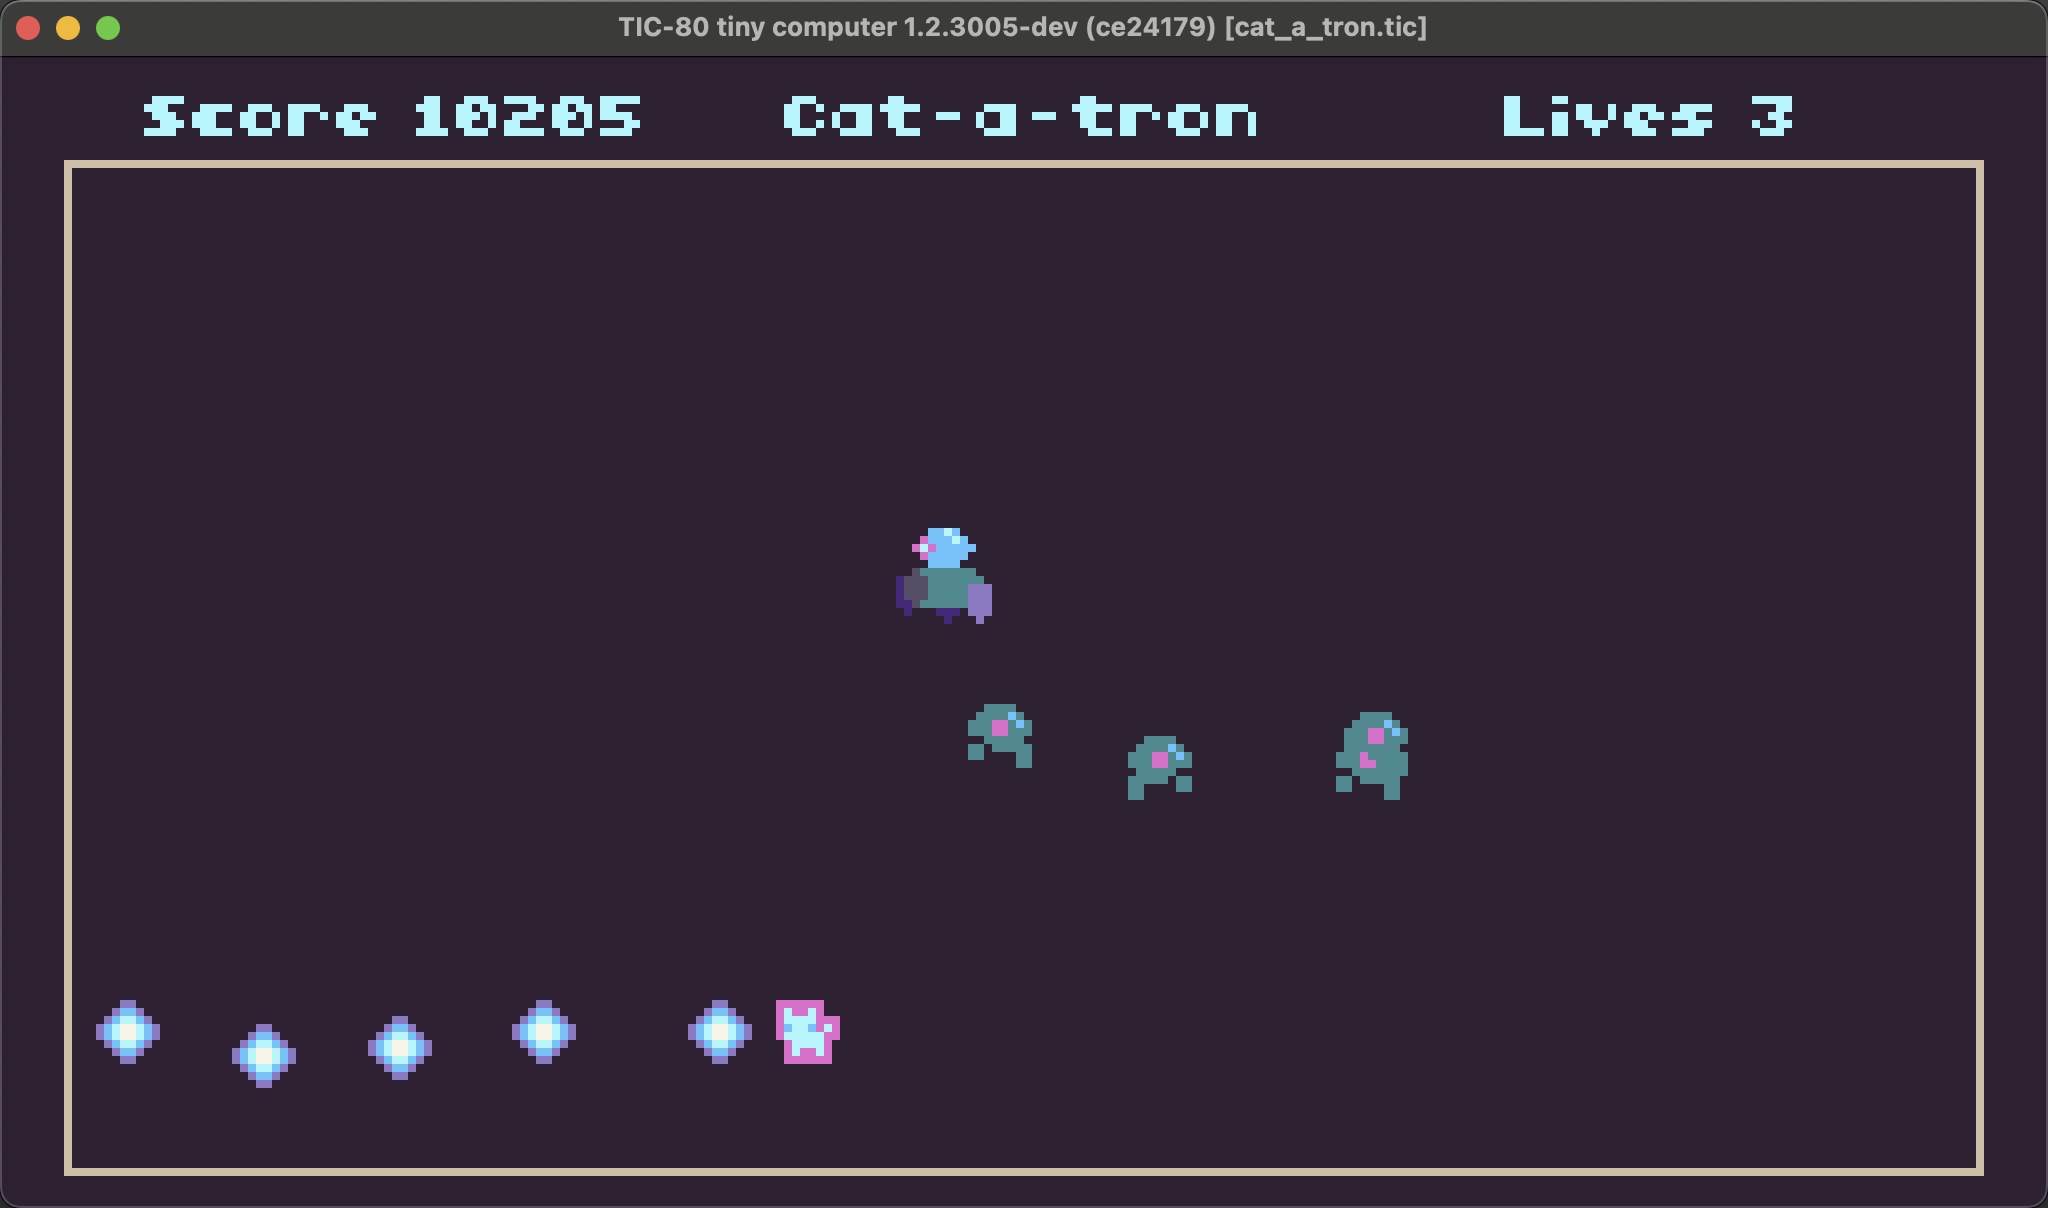 TIC-80 tiny computer 1.2.3005-dev (ce24179) [cat_a_tron.tic]
Score 10205 Cat-a-tron Lives 3